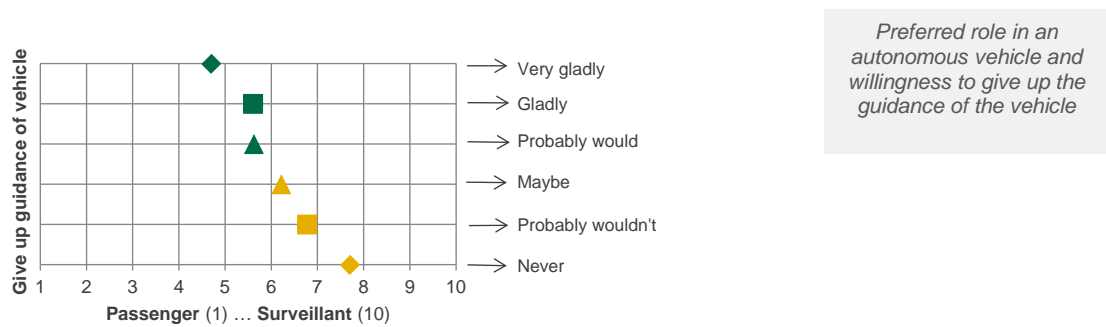 Give up guidance of vehicle
Very gladly
Gladly
Probably would
Maybe
Probably wouldn't
Never
1 2 3 4 5 6 7 8 9 10
Passenger (1) … Surveillant (10)
Preferred role in an
autonomous vehicle and
willingness to give up the
guidance of the vehicle